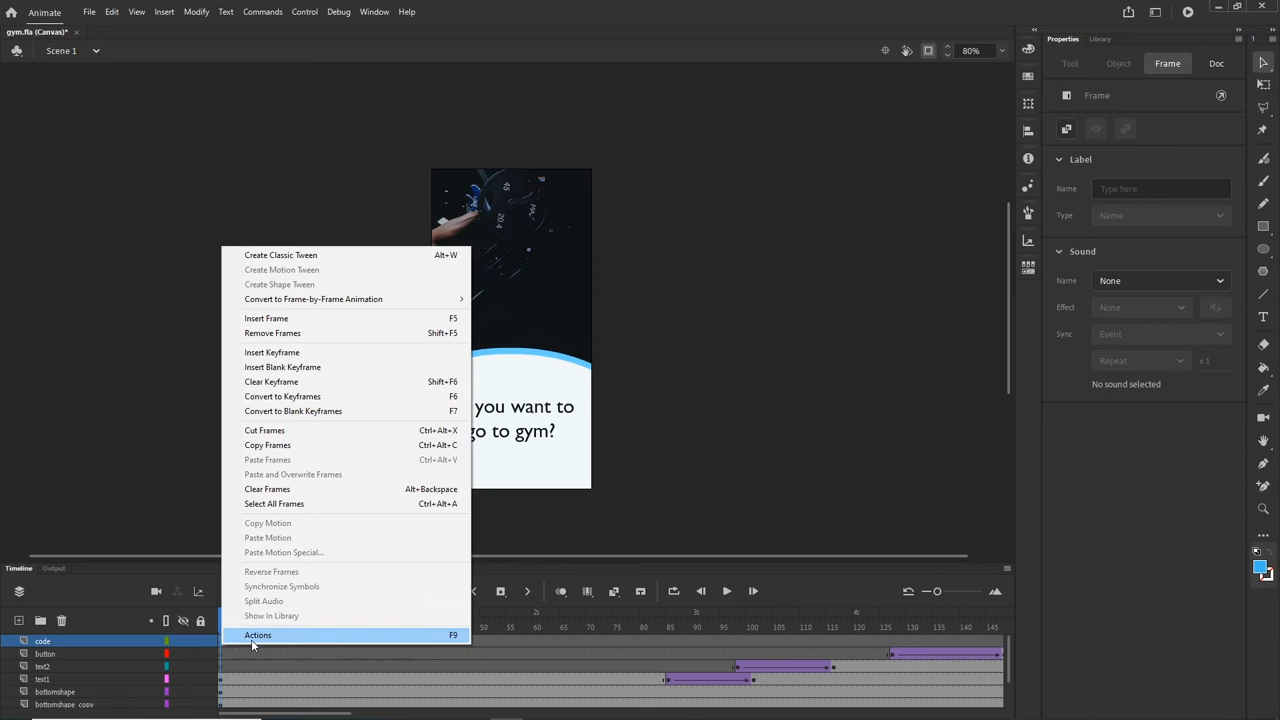 Animate File Edit View Insert Modify Text Commands Control Debug Window Help
gym.fla (Canvas)* ×
Scene 1
80%
Properties Library
Tool Object Frame Doc
Frame
Label
Name Type here
Type Name
Sound
Name None
Effect None
Sync Event
Repeat x 1
No sound selected
45
20.4
you want to
go to gym?
Create Classic Tween Alt+W
Create Motion Tween
Create Shape Tween
Convert to Frame-by-Frame Animation
Insert Frame F5
Remove Frames Shift+F5
Insert Keyframe
Insert Blank Keyframe
Clear Keyframe Shift+F6
Convert to Keyframes F6
Convert to Blank Keyframes F7
Cut Frames Ctrl+Alt+X
Copy Frames Ctrl+Alt+C
Paste Frames Ctrl+Alt+V
Paste and Overwrite Frames
Clear Frames Alt+Backspace
Select All Frames Ctrl+Alt+A
Copy Motion
Paste Motion
Paste Motion Special...
Reverse Frames
Synchronize Symbols
Split Audio
Show In Library
Actions F9
Timeline Output
2s 3s 4s
50 55 60 65 70 75 80 85 90 95 100 105 110 115 120 125 130 135 140 145
code
button
text2
text1
bottomshape
bottomshape copy